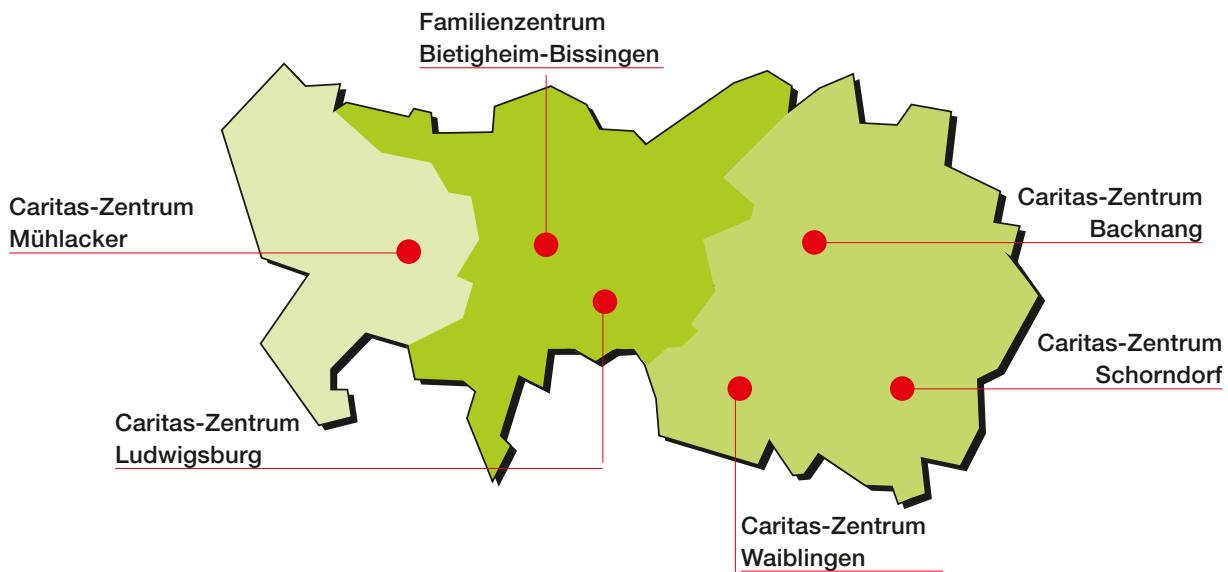 Familienzentrum
Bietigheim-Bissingen
Caritas-Zentrum
Mühlacker
Caritas-Zentrum
Backnang
Caritas-Zentrum
Schorndorf
Caritas-Zentrum
Ludwigsburg
Caritas-Zentrum
Waiblingen